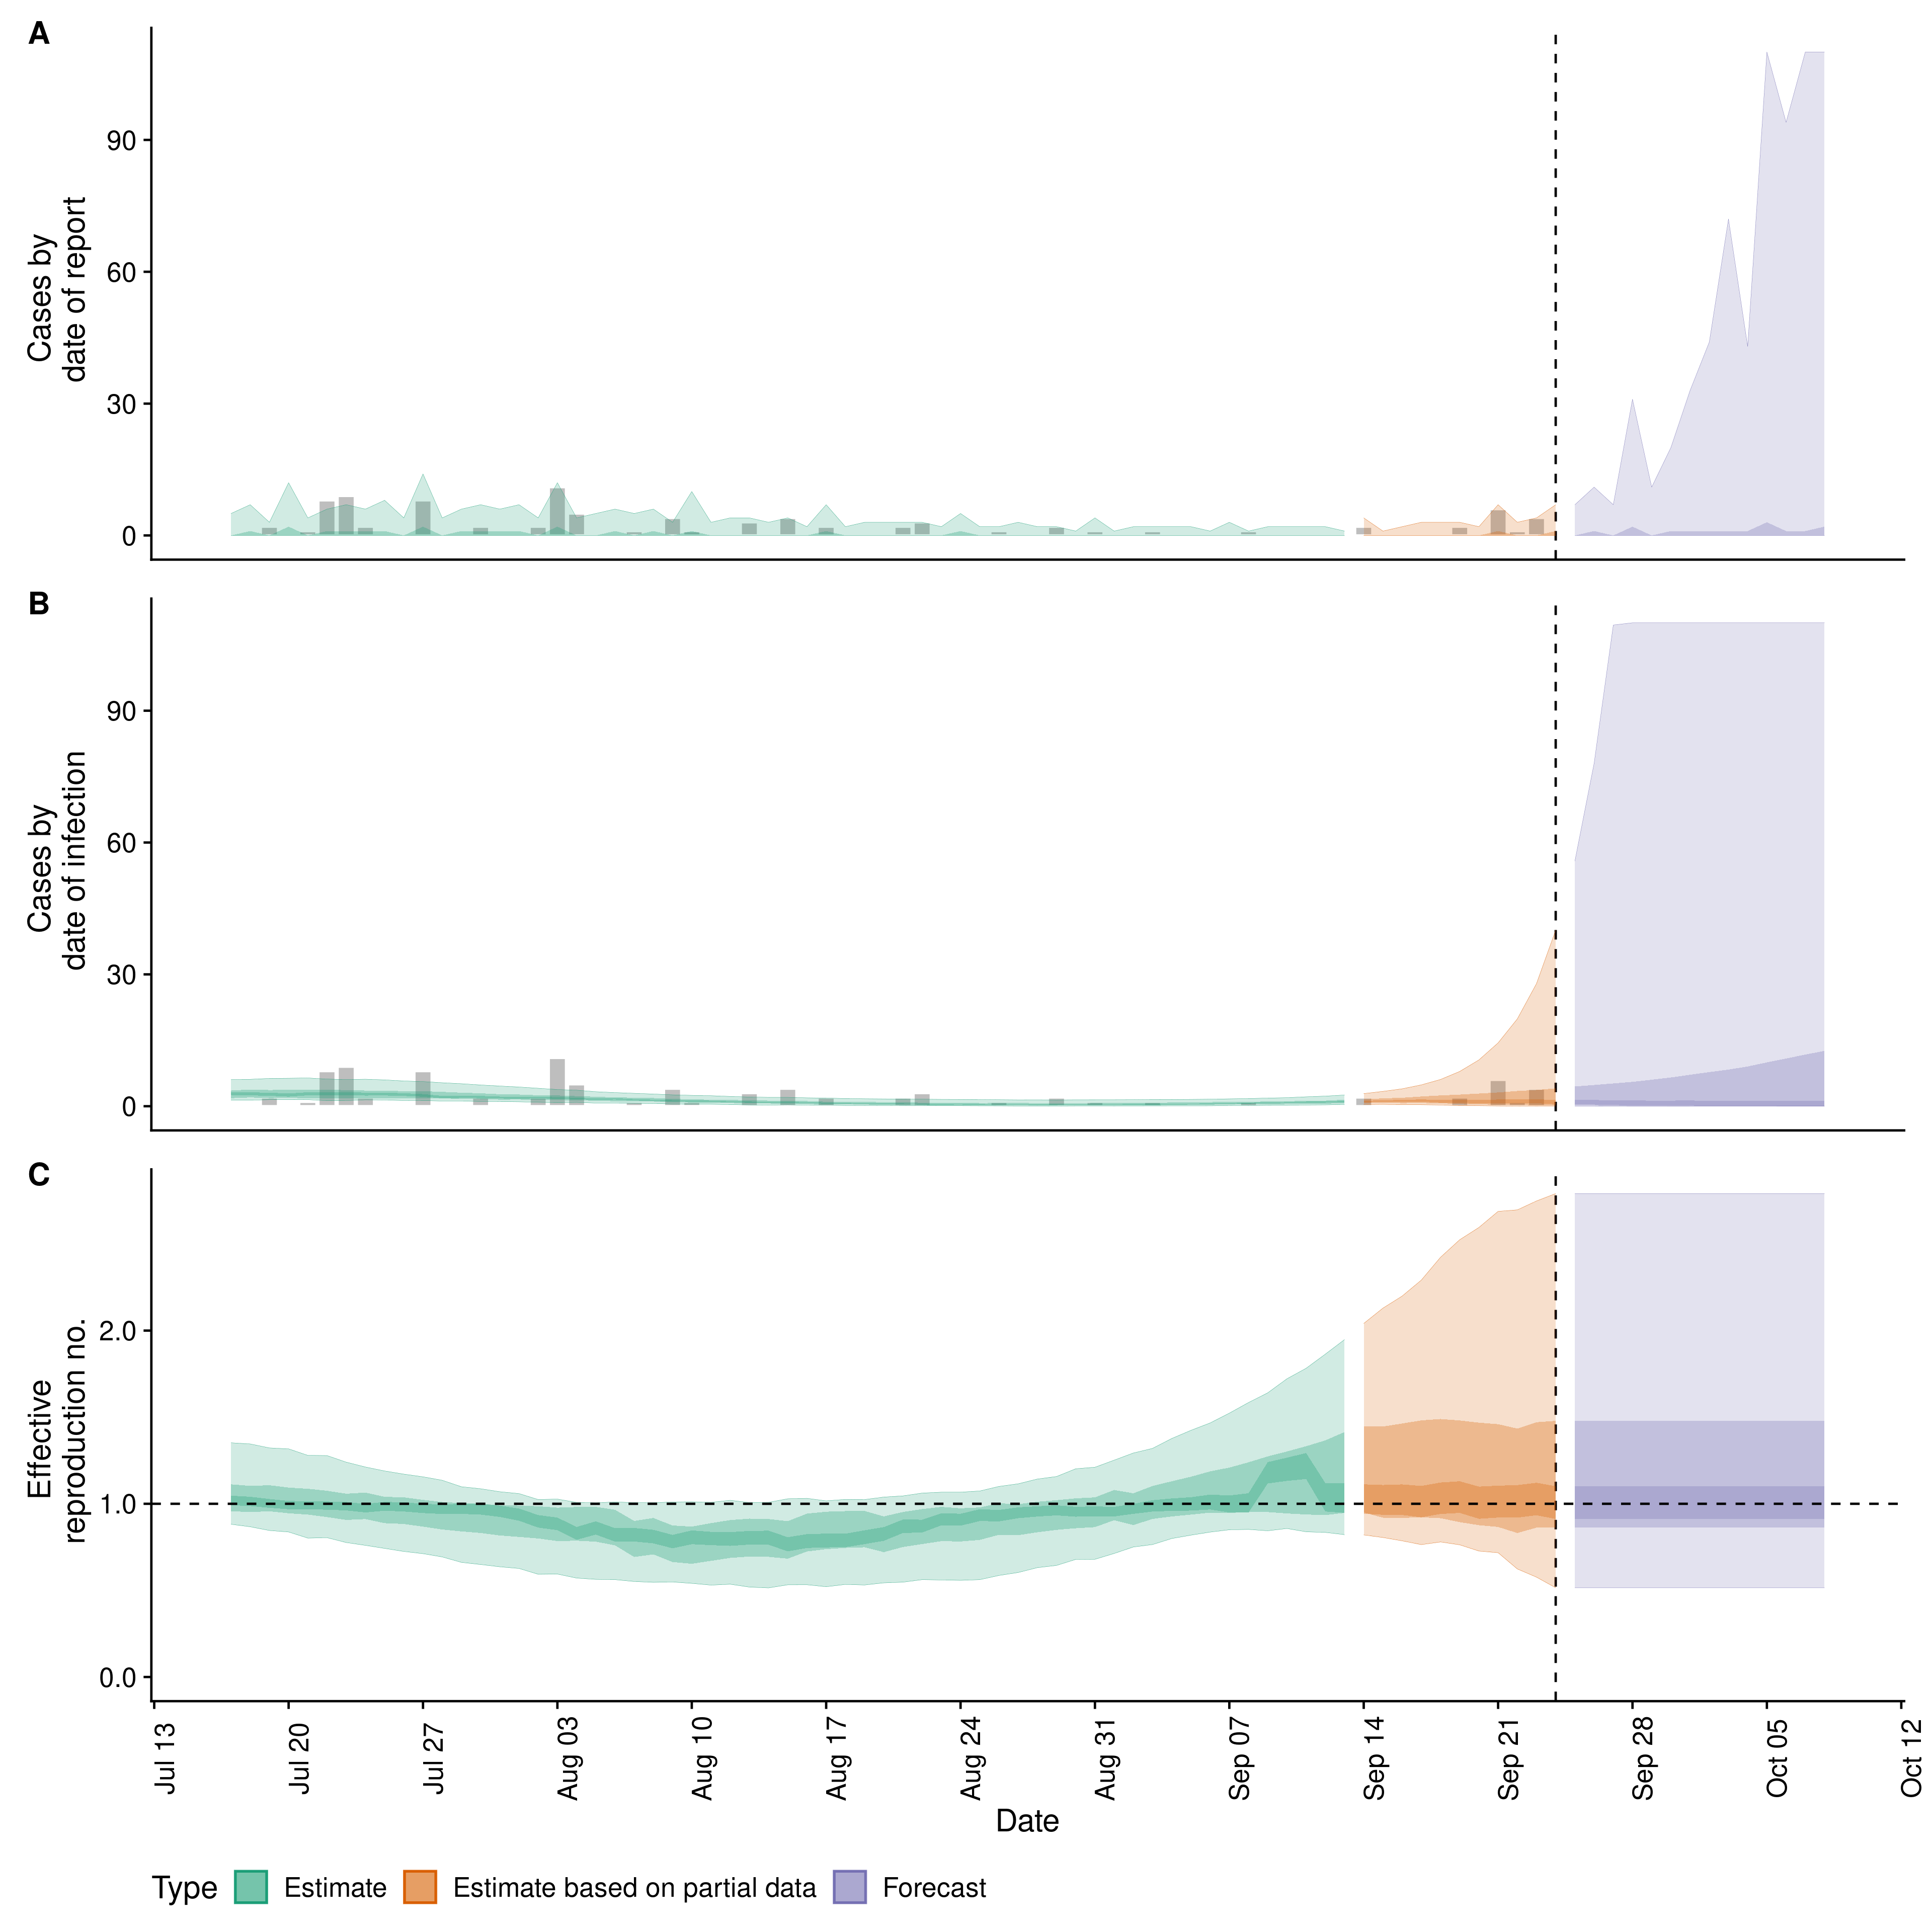 A
Cases by
date of report
90
60
30
0
B
Cases by
date of infection
90
60
30
0
C
Effective
reproduction no.
2.0
1.0
0.0
Jul 13
Jul 20
Jul 27
Aug 03
Aug 10
Aug 17
Aug 24
Aug 31
Sep 07
Sep 14
Sep 21
Sep 28
Oct 05
Oct 12
Date
Type Estimate Estimate based on partial data Forecast